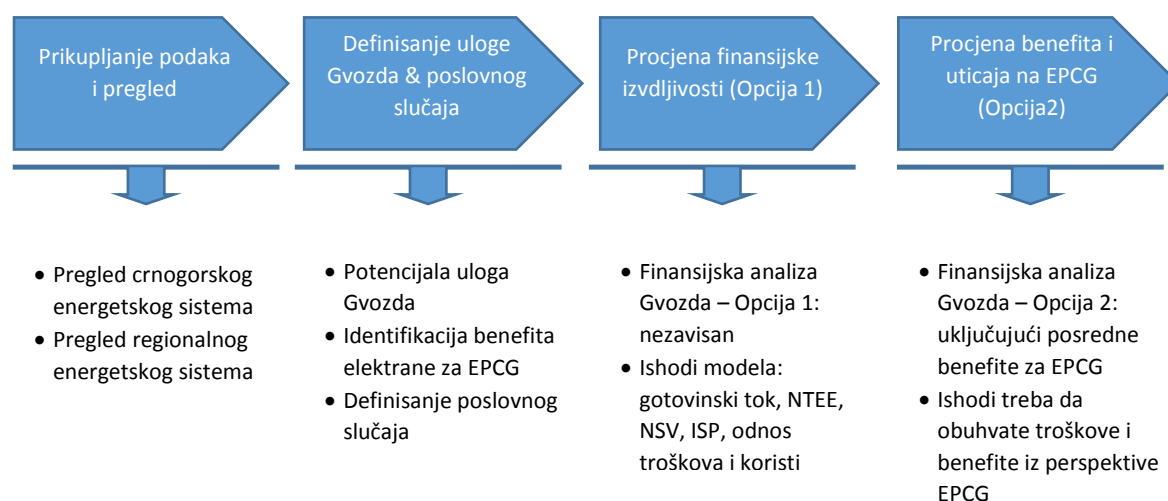 Prikupljanje podaka
i pregled
Definisanje uloge
Gvozda & poslovnog
slučaja
Procjena finansijske
izvdljivosti (Opcija 1)
Procjena benefita i
uticaja na EPCG
(Opcija2)
• Pregled crnogorskog
energetskog sistema
• Pregled regionalnog
energetskog sistema
• Potencijala uloga
Gvozda
• Identifikacija benefita
elektrane za EPCG
• Definisanje poslovnog
slučaja
• Finansijska analiza
Gvozda – Opcija 1:
nezavisan
• Ishodi modela:
gotovinski tok, NTEE,
NSV, ISP, odnos
troškova i koristi
• Finansijska analiza
Gvozda – Opcija 2:
uključujući posredne
benefite za EPCG
• Ishodi treba da
obuhvate troškove i
benefite iz perspektive
EPCG